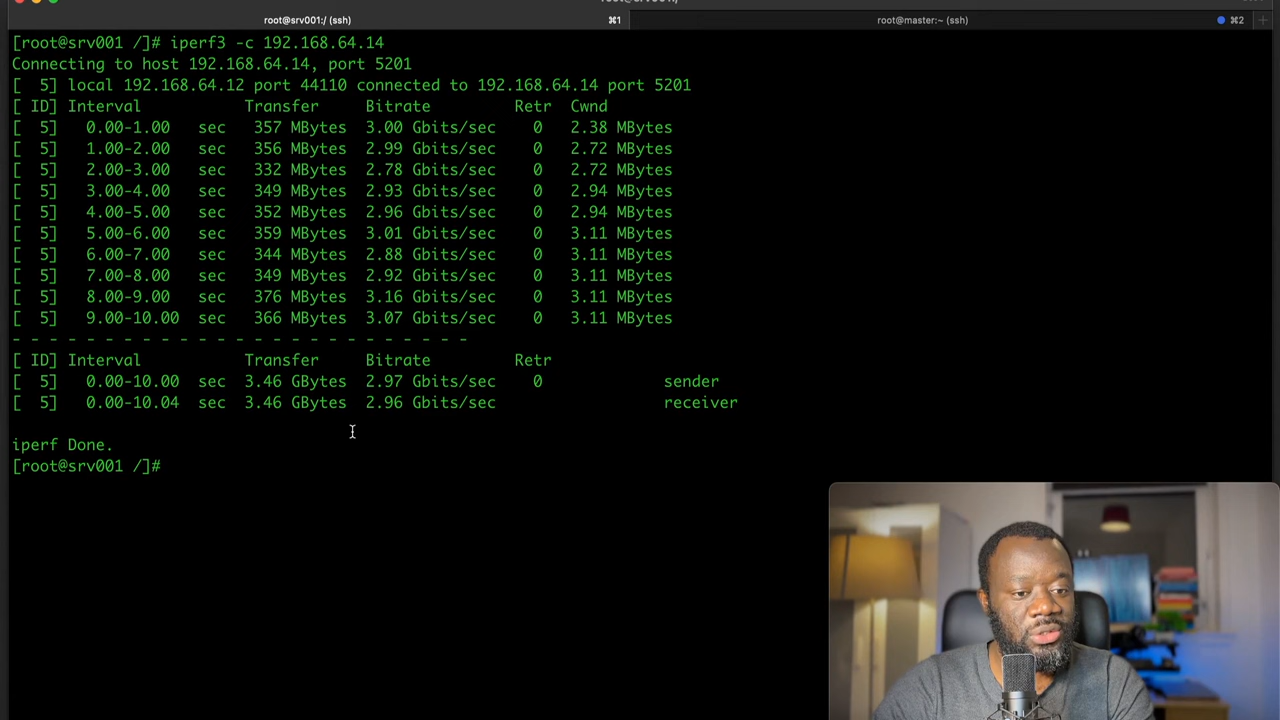 root@srv001:/ (ssh) ⌘1 root@master:~ (ssh) ⌘2
[root@srv001 /]# iperf3 -c 192.168.64.14
Connecting to host 192.168.64.14, port 5201
[  5] local 192.168.64.12 port 44110 connected to 192.168.64.14 port 5201
[ ID] Interval Transfer Bitrate Retr Cwnd
[  5] 0.00-1.00 sec 357 MBytes 3.00 Gbits/sec 0 2.38 MBytes
[  5] 1.00-2.00 sec 356 MBytes 2.99 Gbits/sec 0 2.72 MBytes
[  5] 2.00-3.00 sec 332 MBytes 2.78 Gbits/sec 0 2.72 MBytes
[  5] 3.00-4.00 sec 349 MBytes 2.93 Gbits/sec 0 2.94 MBytes
[  5] 4.00-5.00 sec 352 MBytes 2.96 Gbits/sec 0 2.94 MBytes
[  5] 5.00-6.00 sec 359 MBytes 3.01 Gbits/sec 0 3.11 MBytes
[  5] 6.00-7.00 sec 344 MBytes 2.88 Gbits/sec 0 3.11 MBytes
[  5] 7.00-8.00 sec 349 MBytes 2.92 Gbits/sec 0 3.11 MBytes
[  5] 8.00-9.00 sec 376 MBytes 3.16 Gbits/sec 0 3.11 MBytes
[  5] 9.00-10.00 sec 366 MBytes 3.07 Gbits/sec 0 3.11 MBytes
- - - - - - - - - - - - - - - - - - - - - - - - -
[ ID] Interval Transfer Bitrate Retr
[  5] 0.00-10.00 sec 3.46 GBytes 2.97 Gbits/sec 0 sender
[  5] 0.00-10.04 sec 3.46 GBytes 2.96 Gbits/sec receiver
iperf Done.
[root@srv001 /]#